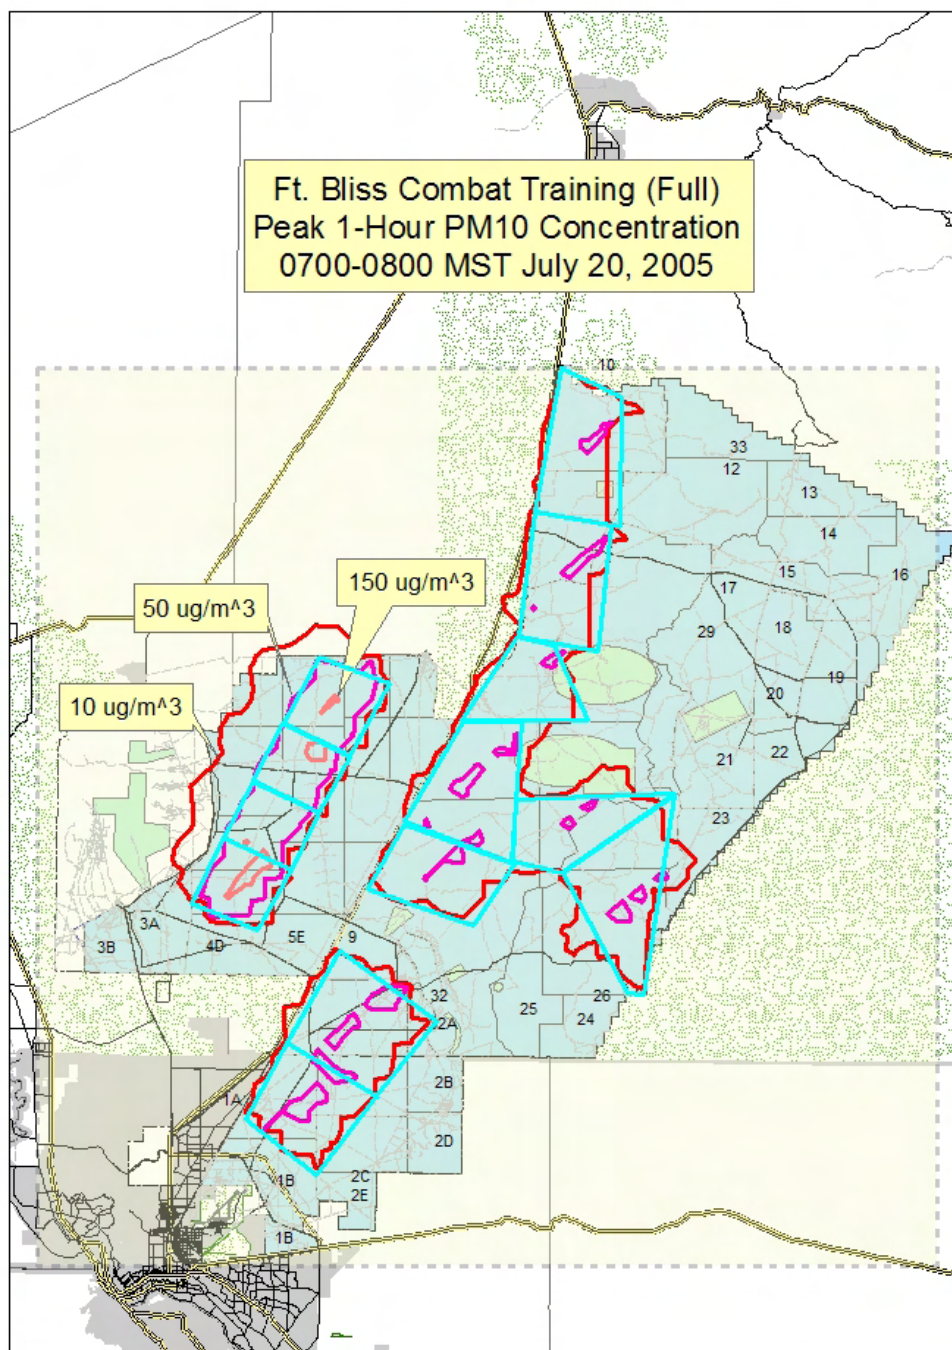 Ft. Bliss Combat Training (Full)
Peak 1-Hour PM10 Concentration
0700-0800 MST July 20, 2005
10
33
12
13
14
15
16
17
150 ug/m^3
50 ug/m^3
29
18
19
20
10 ug/m^3
21
22
23
3A
3B
4D
5E
9
32
25
26
24
2A
2B
1A
2D
1B
2C
2E
1B